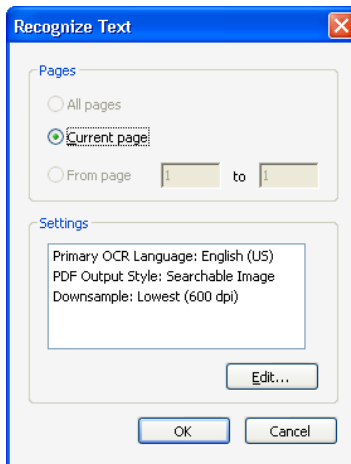 Recognize Text
Pages
All pages
Current page
From page 1 to 1
Settings
Primary OCR Language: English (US)
PDF Output Style: Searchable Image
Downsample: Lowest (600 dpi)
Edit...
OK Cancel